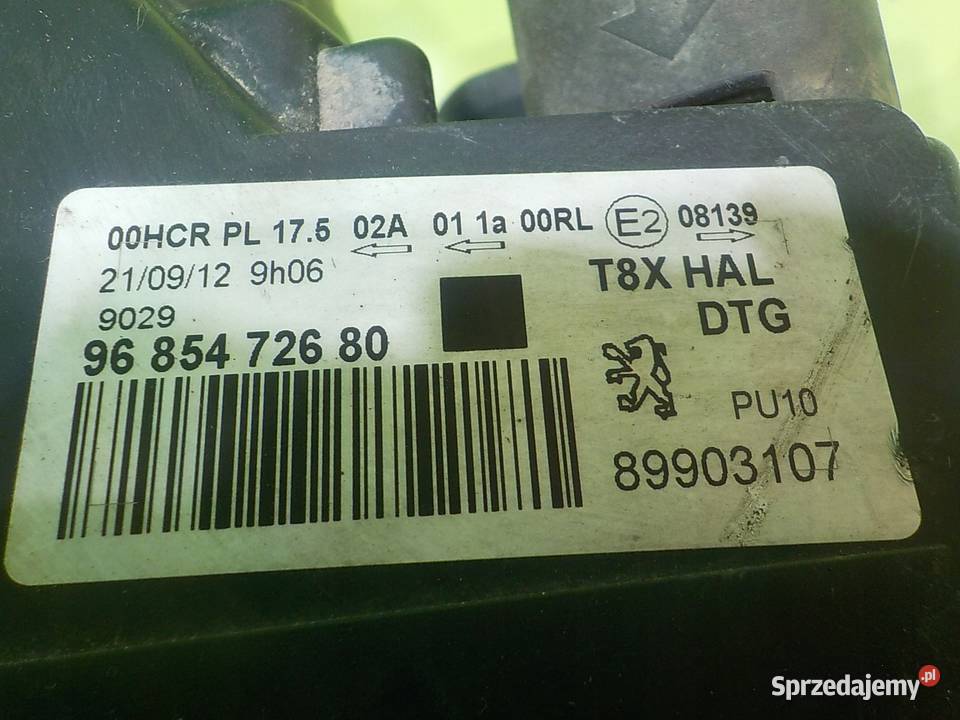 00HCR PL 17.5 02A 01 1a 00RL E2 08139
21/09/12 9h06 T8X HAL
9029 DTG
96 854 726 80
PU10
89903107
Sprzedajemy.pl